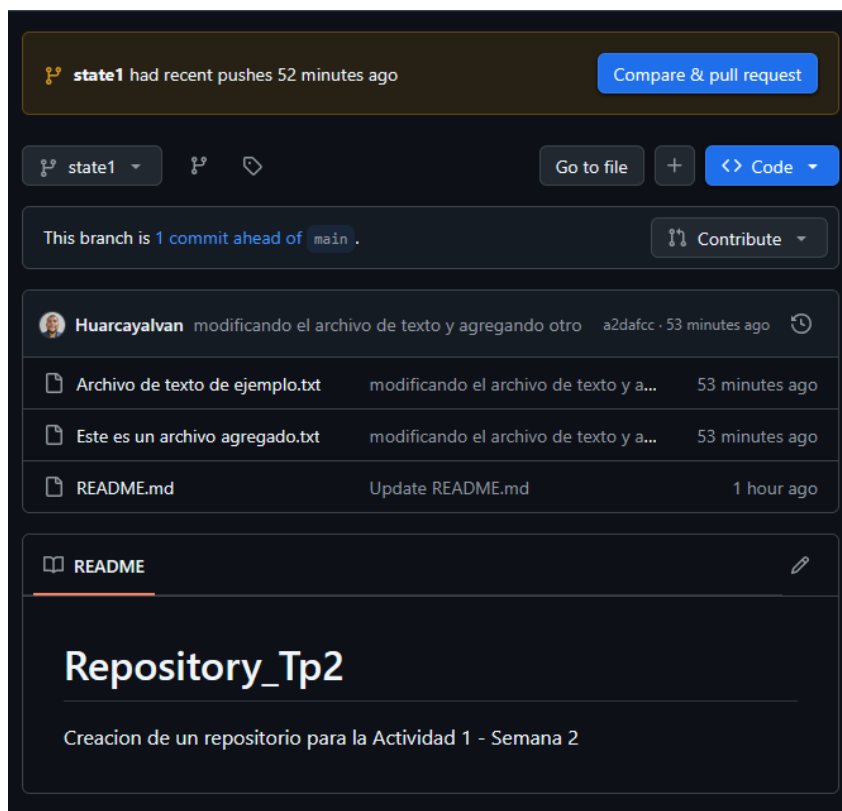 state1 had recent pushes 52 minutes ago
Compare & pull request
state1
Go to file
Code
This branch is 1 commit ahead of main .
Contribute
HuarcayaIvan modificando el archivo de texto y agregando otro a2dafcc · 53 minutes ago
Archivo de texto de ejemplo.txt modificando el archivo de texto y a... 53 minutes ago
Este es un archivo agregado.txt modificando el archivo de texto y a... 53 minutes ago
README.md Update README.md 1 hour ago
README
Repository_Tp2
Creacion de un repositorio para la Actividad 1 - Semana 2